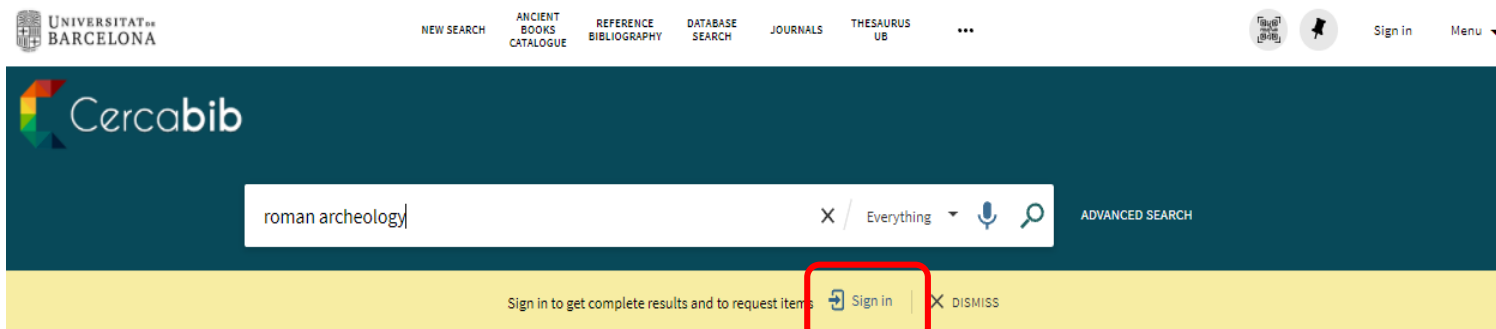 UNIVERSITAT DE
BARCELONA
NEW SEARCH
ANCIENT
BOOKS
CATALOGUE
REFERENCE
BIBLIOGRAPHY
DATABASE
SEARCH
JOURNALS
THESAURUS
UB
•••
Sign in
Menu
Cercabib
roman archeology
Everything
ADVANCED SEARCH
Sign in to get complete results and to request items Sign in DISMISS